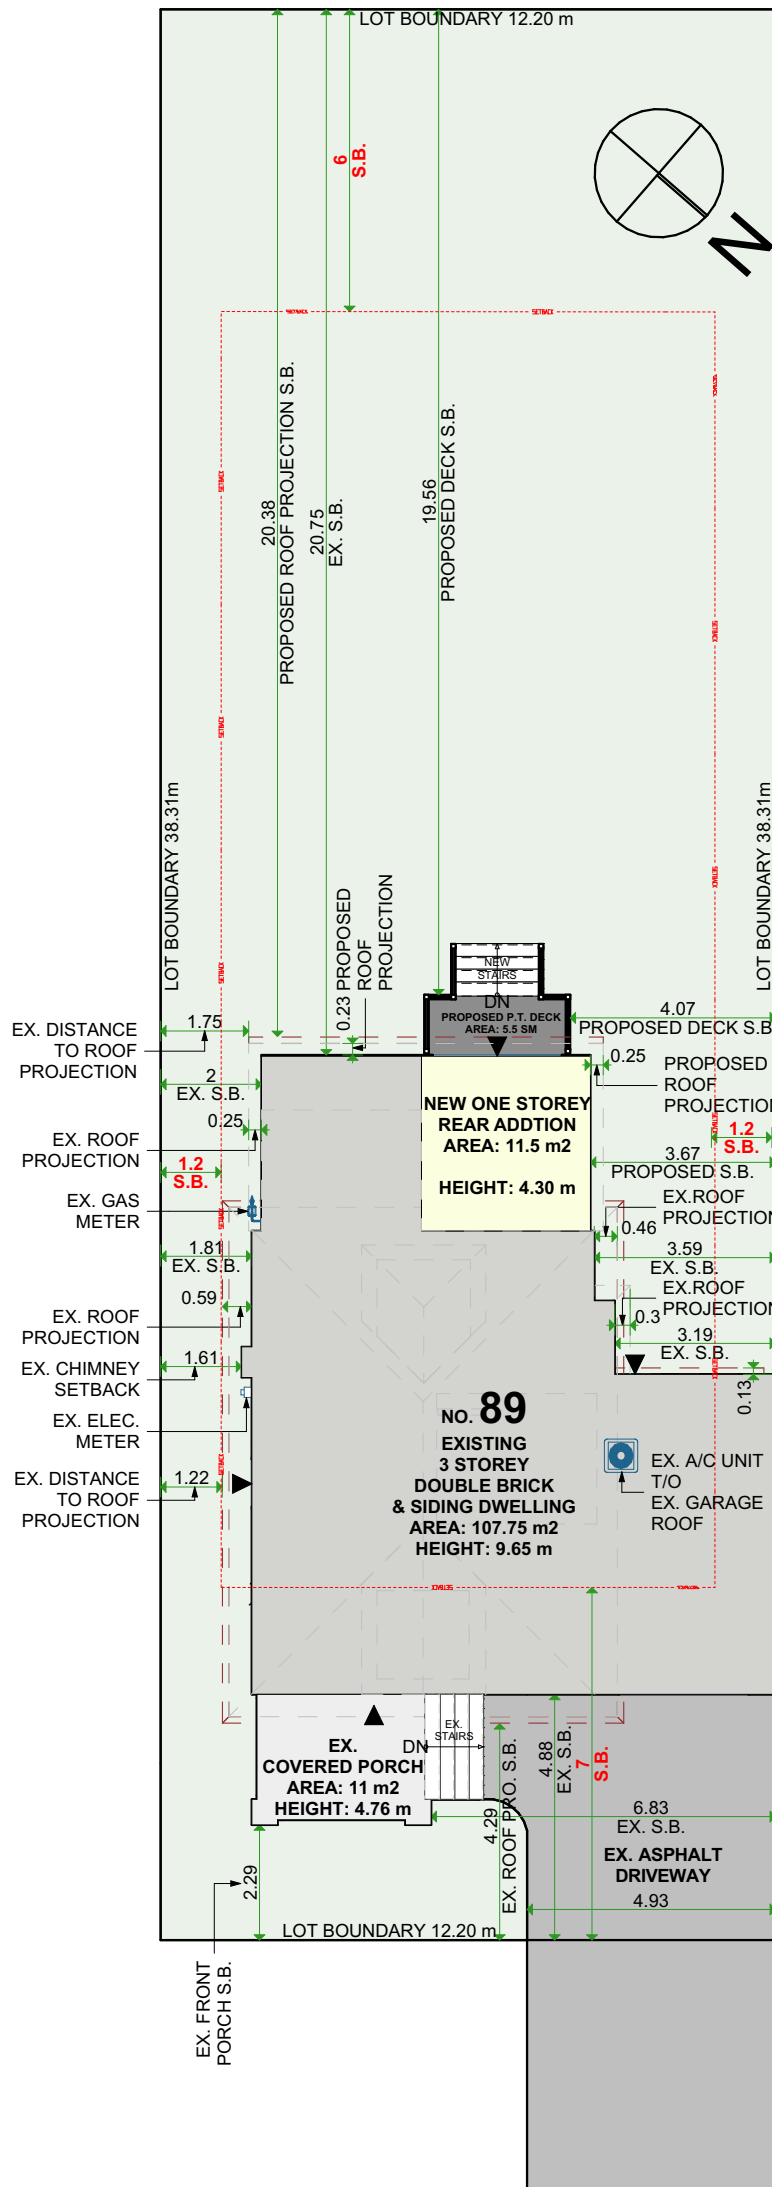 LOT BOUNDARY 12.20 m
6
S.B.
N
SETBACK
SETBACK
20.38
PROPOSED ROOF PROJECTION S.B.
20.75
EX. S.B.
19.56
PROPOSED DECK S.B.
SETBACK
SETBACK
LOT BOUNDARY 38.31m
LOT BOUNDARY 38.31m
0.23 PROPOSED
ROOF
PROJECTION
NEW
STAIRS
DN
PROPOSED P.T. DECK
AREA: 5.5 SM
4.07
PROPOSED DECK S.B
EX. DISTANCE
TO ROOF
PROJECTION
1.75
2
EX. S.B.
0.25
PROPOSED
ROOF
PROJECTION
0.25
EX. ROOF
PROJECTION
NEW ONE STOREY
REAR ADDTION
AREA: 11.5 m2
HEIGHT: 4.30 m
1.2
S.B.
3.67
PROPOSED S.B.
1.2
S.B.
EX. GAS
METER
EX.ROOF
PROJECTION
0.46
1.81
EX. S.B.
3.59
EX. S.B.
0.59
EX. ROOF
PROJECTION
EX.ROOF
PROJECTION
0.3
3.19
EX. S.B.
EX. CHIMNEY
SETBACK
1.61
0.13
EX. ELEC.
METER
NO. 89
EXISTING
3 STOREY
DOUBLE BRICK
& SIDING DWELLING
AREA: 107.75 m2
HEIGHT: 9.65 m
EX. A/C UNIT
T/O
EX. GARAGE
ROOF
EX. DISTANCE
TO ROOF
PROJECTION
1.22
SETBACK
EX.
COVERED PORCH
AREA: 11 m2
HEIGHT: 4.76 m
EX.
STAIRS
DN
4.29
EX. ROOF PRO. S.B.
4.88
EX. S.B.
7
S.B.
6.83
EX. S.B.
EX. ASPHALT
DRIVEWAY
4.93
2.29
LOT BOUNDARY 12.20 m
EX. FRONT
PORCH S.B.